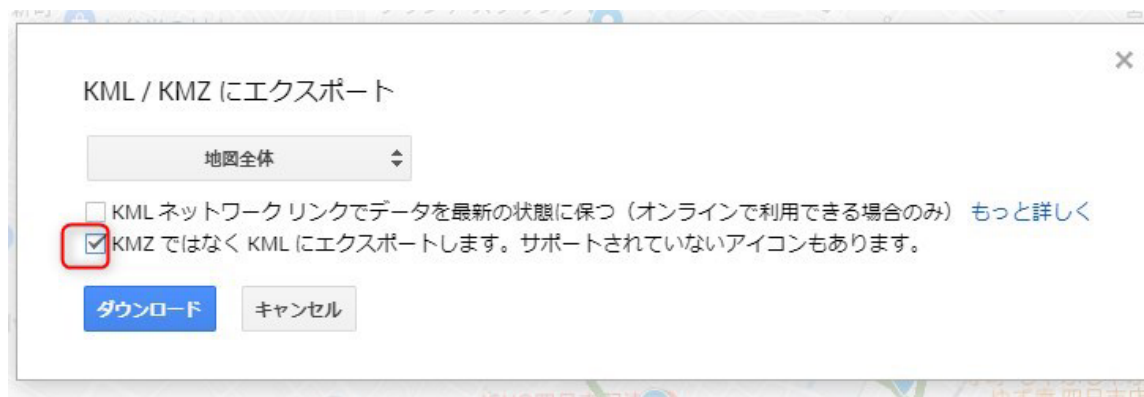 KML / KMZ にエクスポート
地図全体
KML ネットワーク リンクでデータを最新の状態に保つ（オンラインで利用できる場合のみ） もっと詳しく
KMZ ではなく KML にエクスポートします。サポートされていないアイコンもあります。
ダウンロード キャンセル